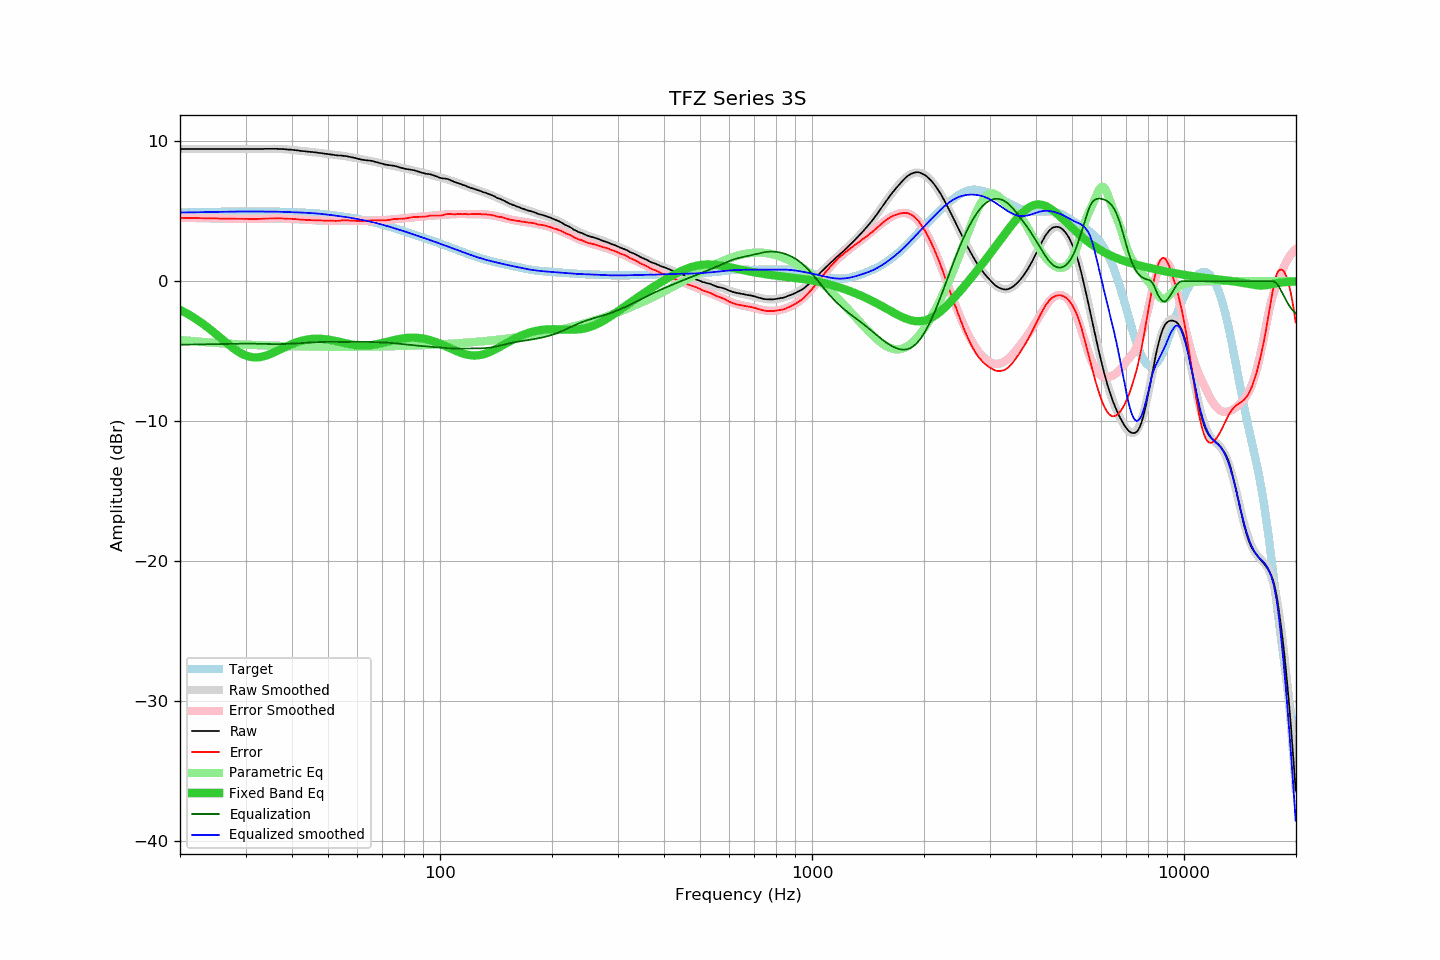 TFZ Series 3S
10
0
−10
−20
−30
−40
Amplitude (dBr)
Target
Raw Smoothed
Error Smoothed
Raw
Error
Parametric Eq
Fixed Band Eq
Equalization
Equalized smoothed
100 1000 10000
Frequency (Hz)